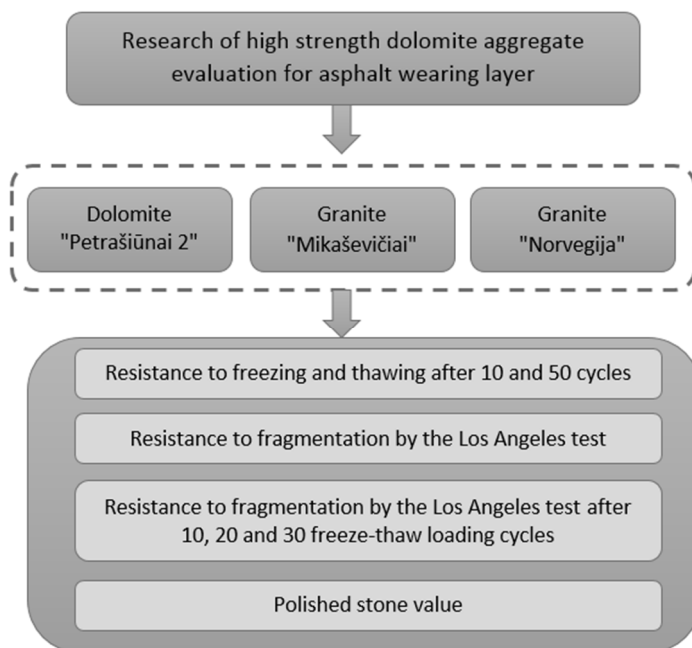 Research of high strength dolomite aggregate
evaluation for asphalt wearing layer
Dolomite
"Petrašiūnai 2"
Granite
"Mikaševičiai"
Granite
"Norvegija"
Resistance to freezing and thawing after 10 and 50 cycles
Resistance to fragmentation by the Los Angeles test
Resistance to fragmentation by the Los Angeles test after
10, 20 and 30 freeze-thaw loading cycles
Polished stone value